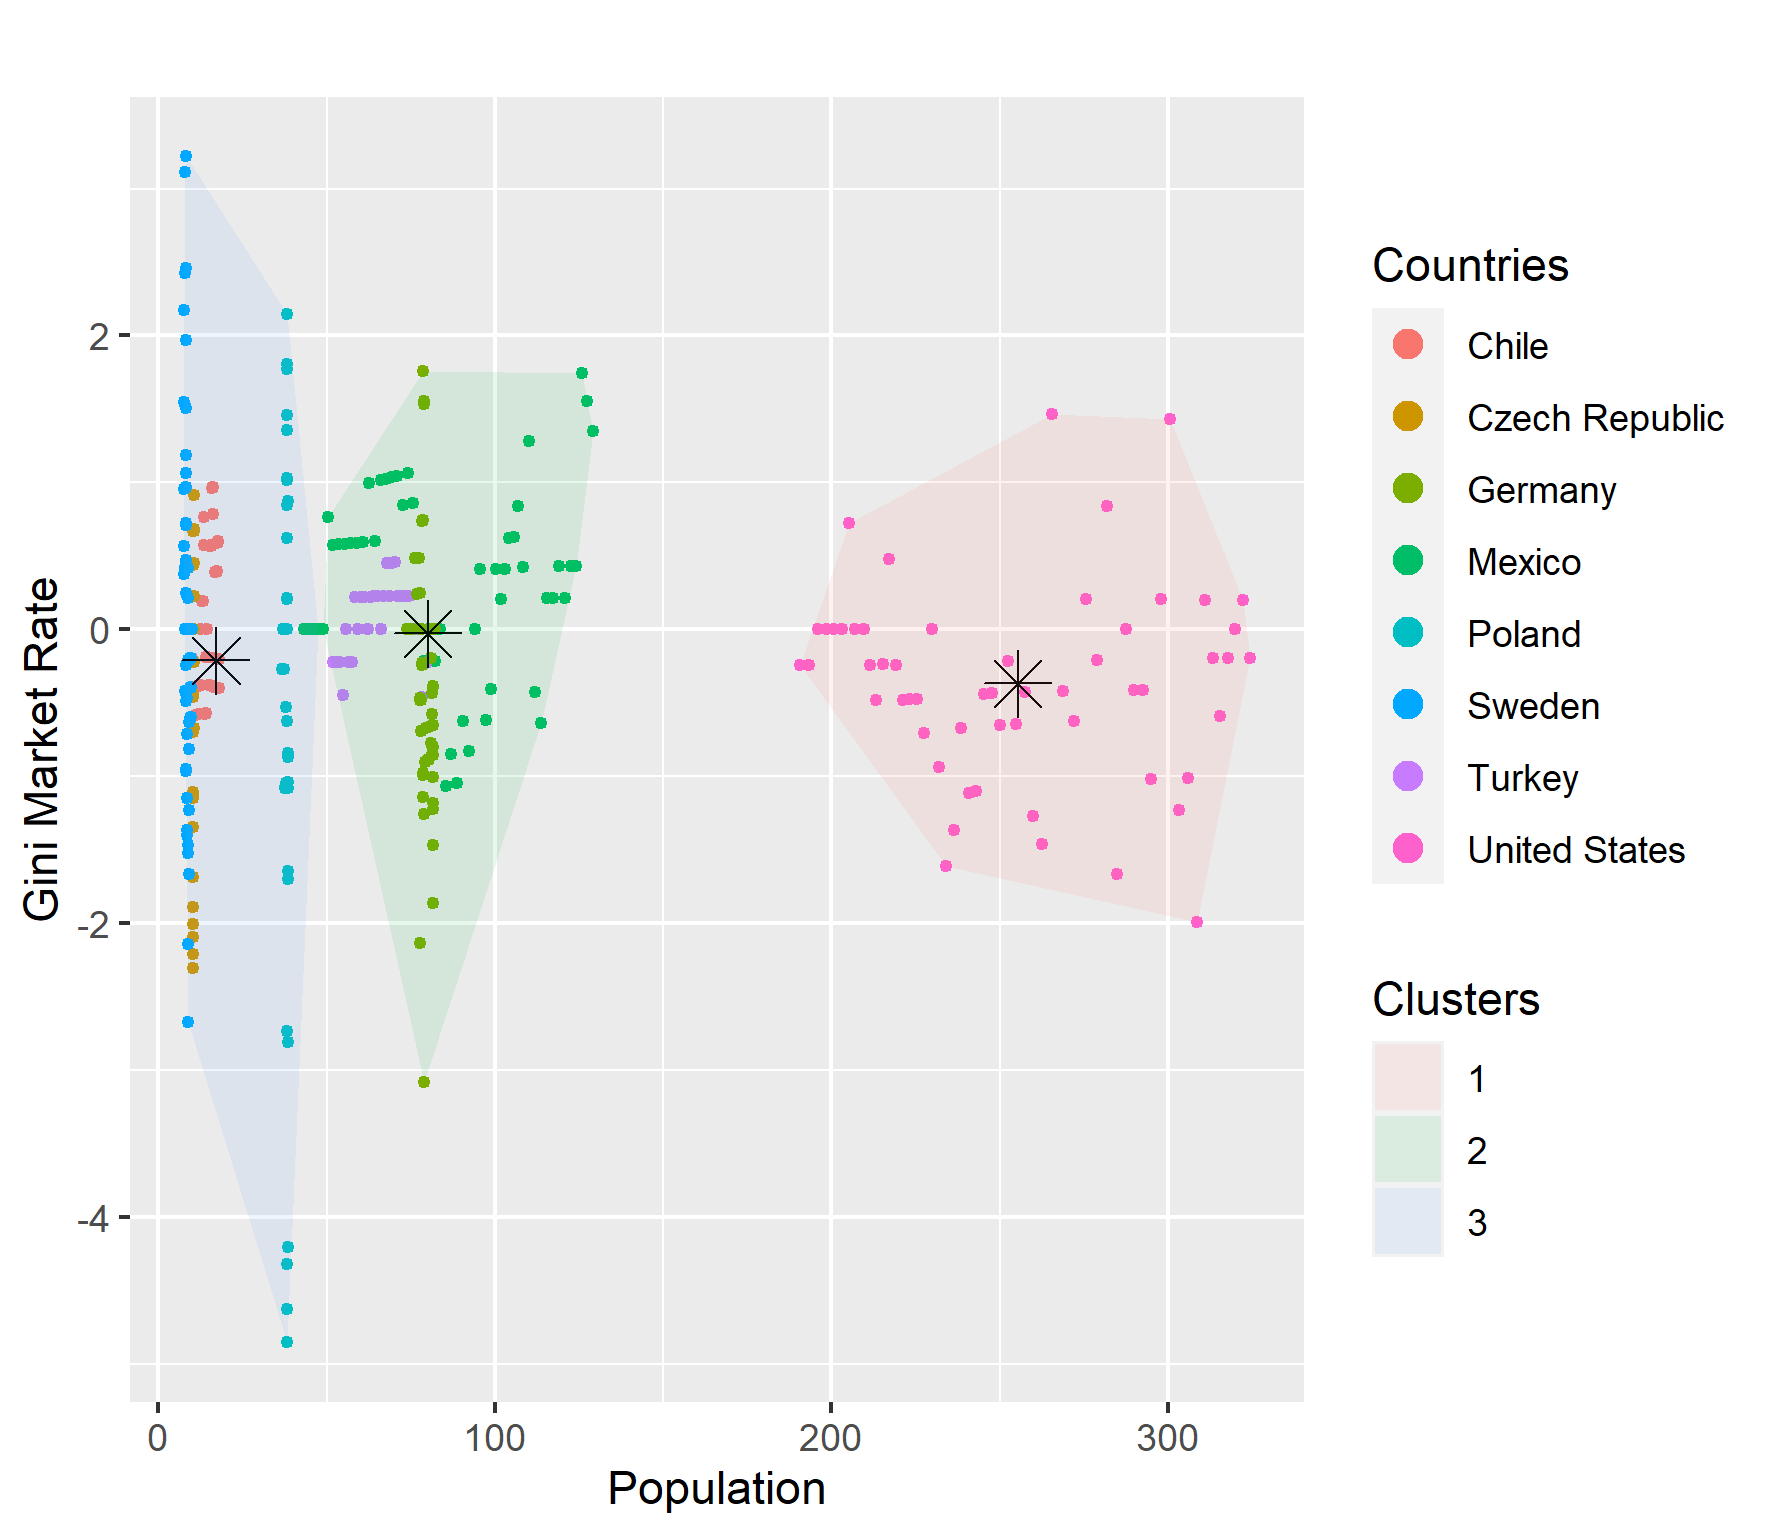 2
0
-2
-4
Gini Market Rate
0 100 200 300
Population
Countries
Chile
Czech Republic
Germany
Mexico
Poland
Sweden
Turkey
United States
Clusters
1
2
3